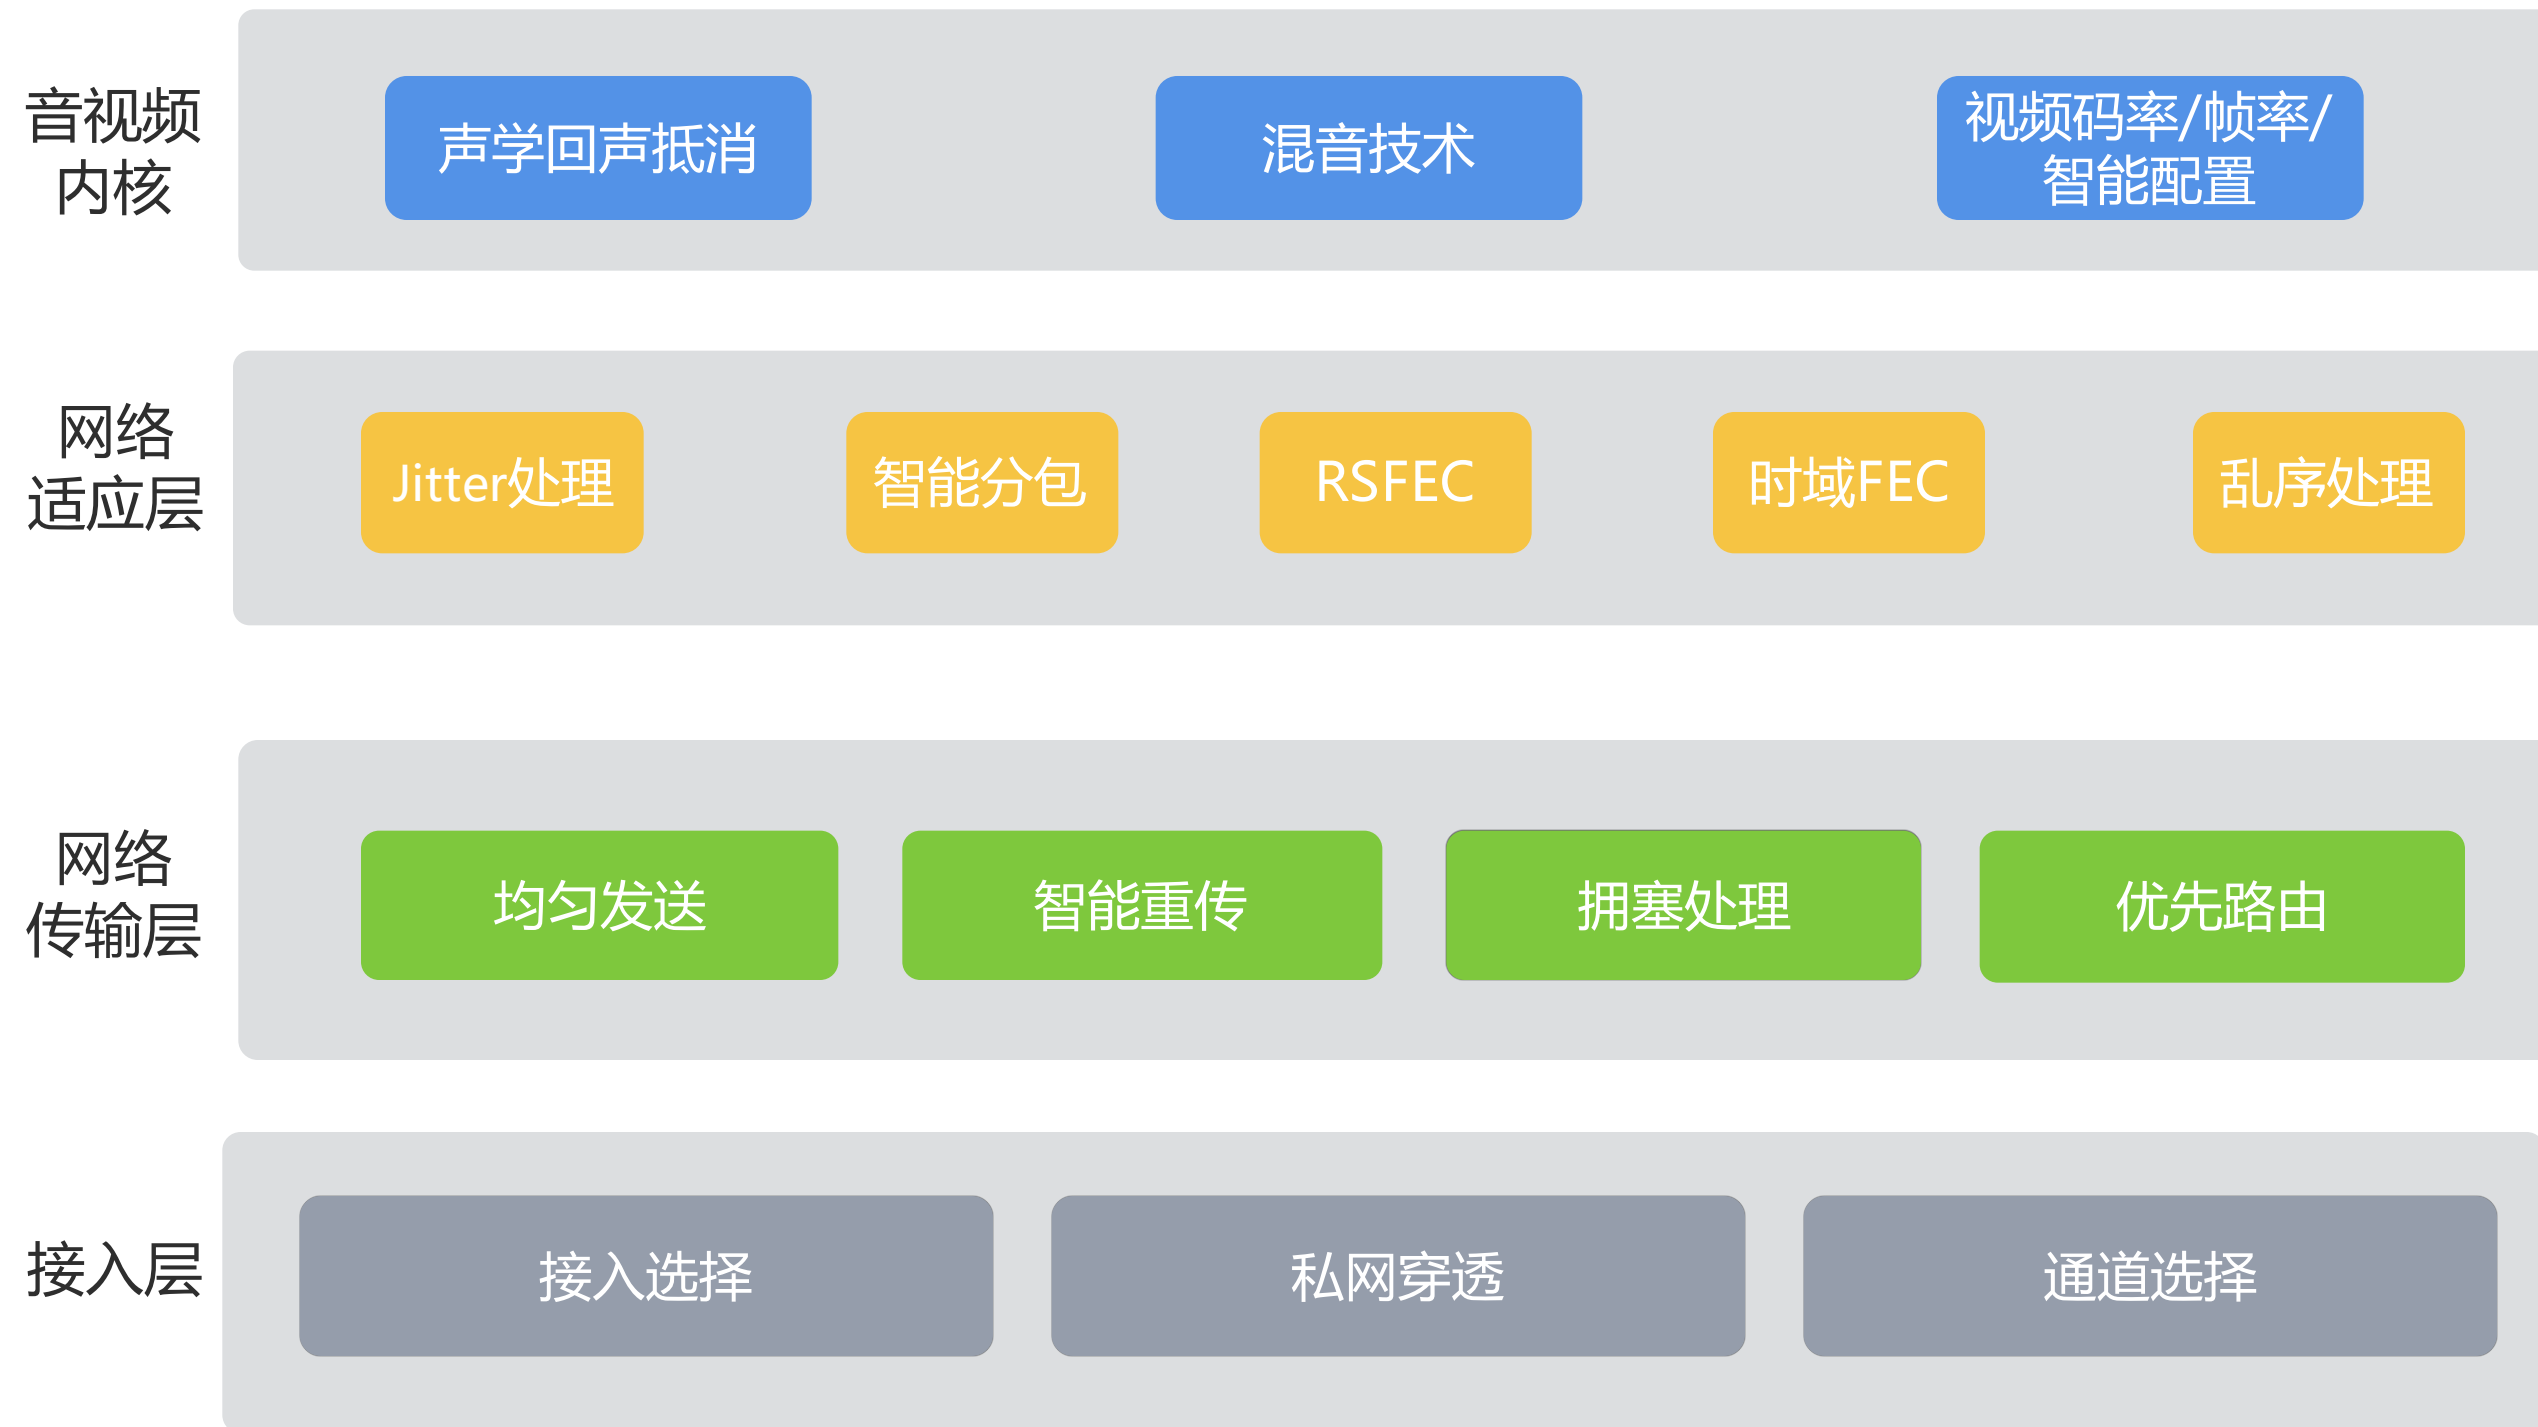 音视频
内核
声学回声抵消
混音技术
视频码率/帧率/
智能配置
网络
适应层
Jitter处理
智能分包
RSFEC
时域FEC
乱序处理
网络
传输层
均匀发送
智能重传
拥塞处理
优先路由
接入层
接入选择
私网穿透
通道选择